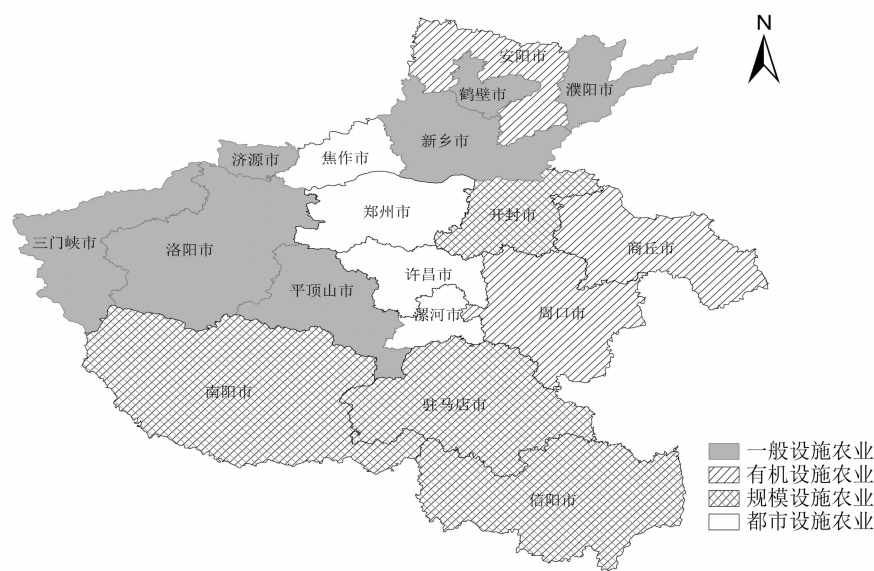 N
安阳市
鹤壁市
濮阳市
新乡市
济源市
焦作市
郑州市
开封市
三门峡市
洛阳市
商丘市
许昌市
平顶山市
漯河市
周口市
南阳市
驻马店市
信阳市
一般设施农业
有机设施农业
规模设施农业
都市设施农业